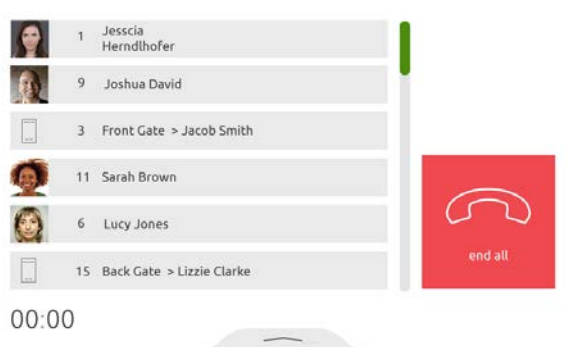 1 Jesscia
Herndlhofer
9 Joshua David
3 Front Gate > Jacob Smith
11 Sarah Brown
6 Lucy Jones
15 Back Gate > Lizzie Clarke
end all
00:00